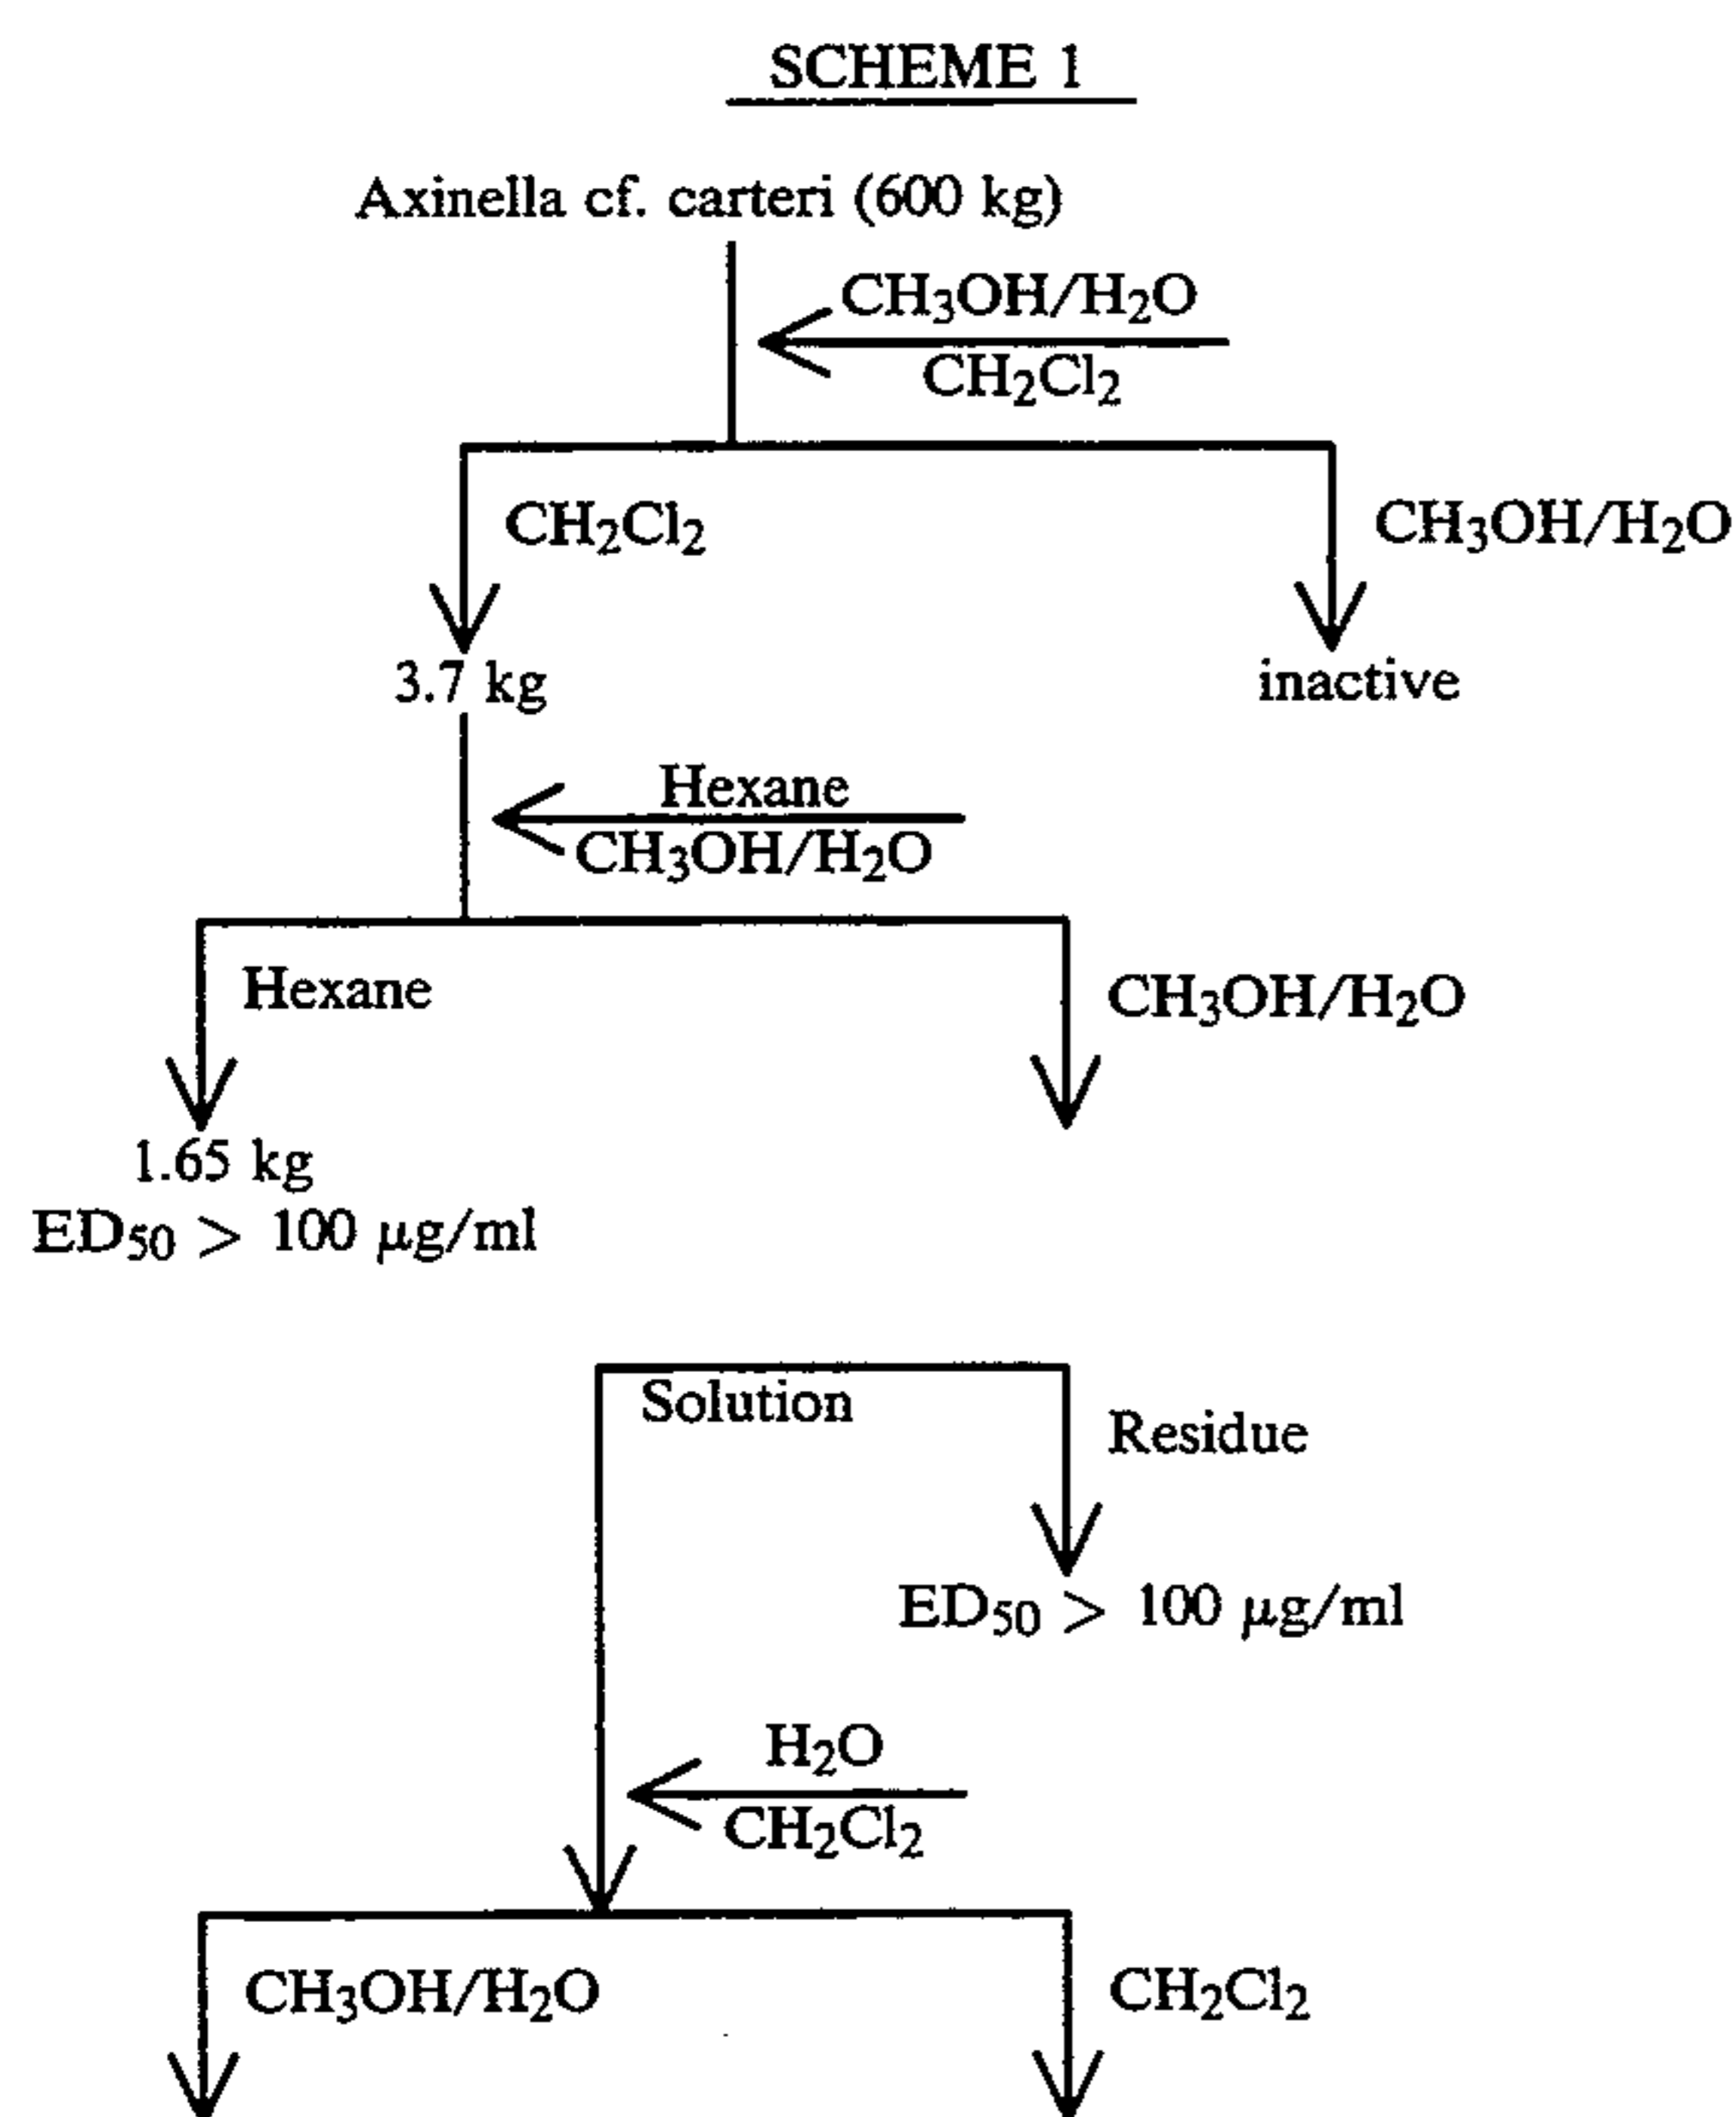 SCHEME 1
Axinella cf. carteri (600 kg)
CH₃OH/H₂O
CH₂Cl₂
CH₂Cl₂
CH₃OH/H₂O
3.7 kg
inactive
Hexane
CH₃OH/H₂O
Hexane
CH₃OH/H₂O
1.65 kg
ED₅₀ > 100 µg/ml
Solution
Residue
ED₅₀ > 100 µg/ml
H₂O
CH₂Cl₂
CH₃OH/H₂O
CH₂Cl₂